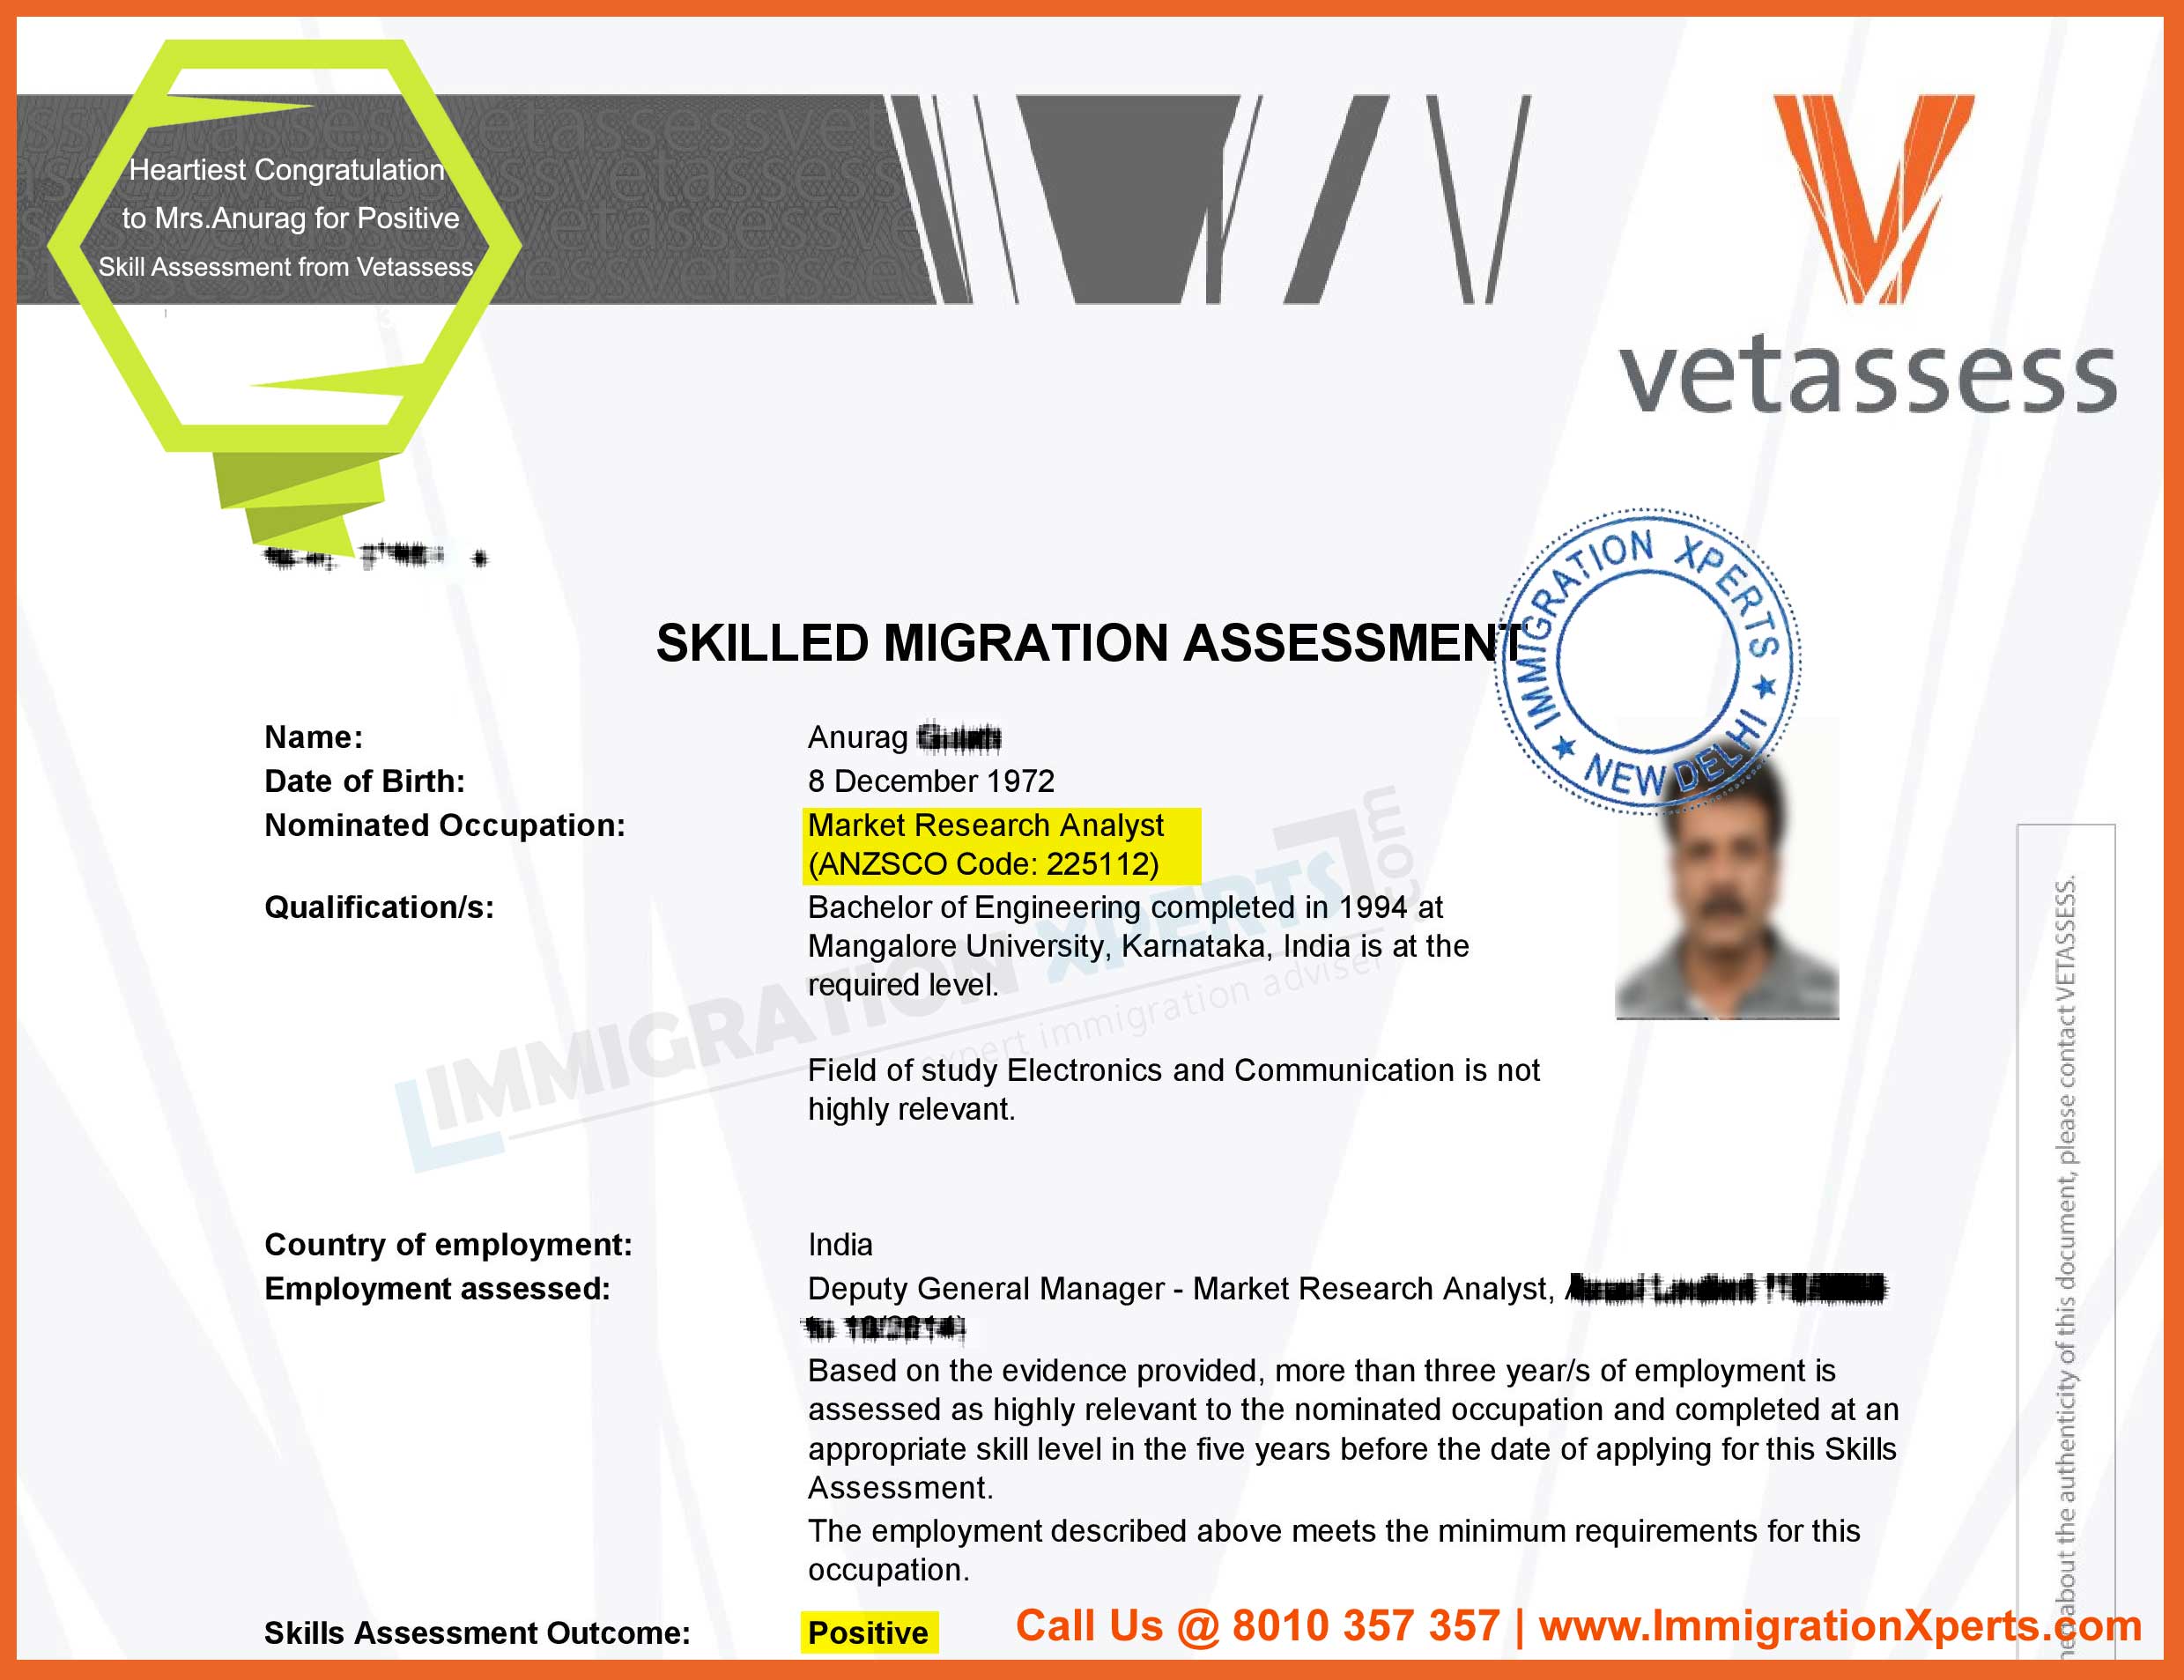 Heartiest Congratulation
to Mrs.Anurag for Positive
Skill Assessment from Vetassess
vetassess
IMMIGRATION XPERTS ★ NEW DELHI ★
SKILLED MIGRATION ASSESSMENT
Name: Anurag
Date of Birth: 8 December 1972
Nominated Occupation: Market Research Analyst
(ANZSCO Code: 225112)
Qualification/s: Bachelor of Engineering completed in 1994 at
Mangalore University, Karnataka, India is at the
required level.
Field of study Electronics and Communication is not
highly relevant.
IMMIGRATION XPERTS.com
expert immigration adviser
Country of employment: India
Employment assessed: Deputy General Manager - Market Research Analyst,
Based on the evidence provided, more than three year/s of employment is
assessed as highly relevant to the nominated occupation and completed at an
appropriate skill level in the five years before the date of applying for this Skills
Assessment.
The employment described above meets the minimum requirements for this
occupation.
Skills Assessment Outcome: Positive
Call Us @ 8010 357 357 | www.ImmigrationXperts.com
about the authenticity of this document, please contact VETASSESS.